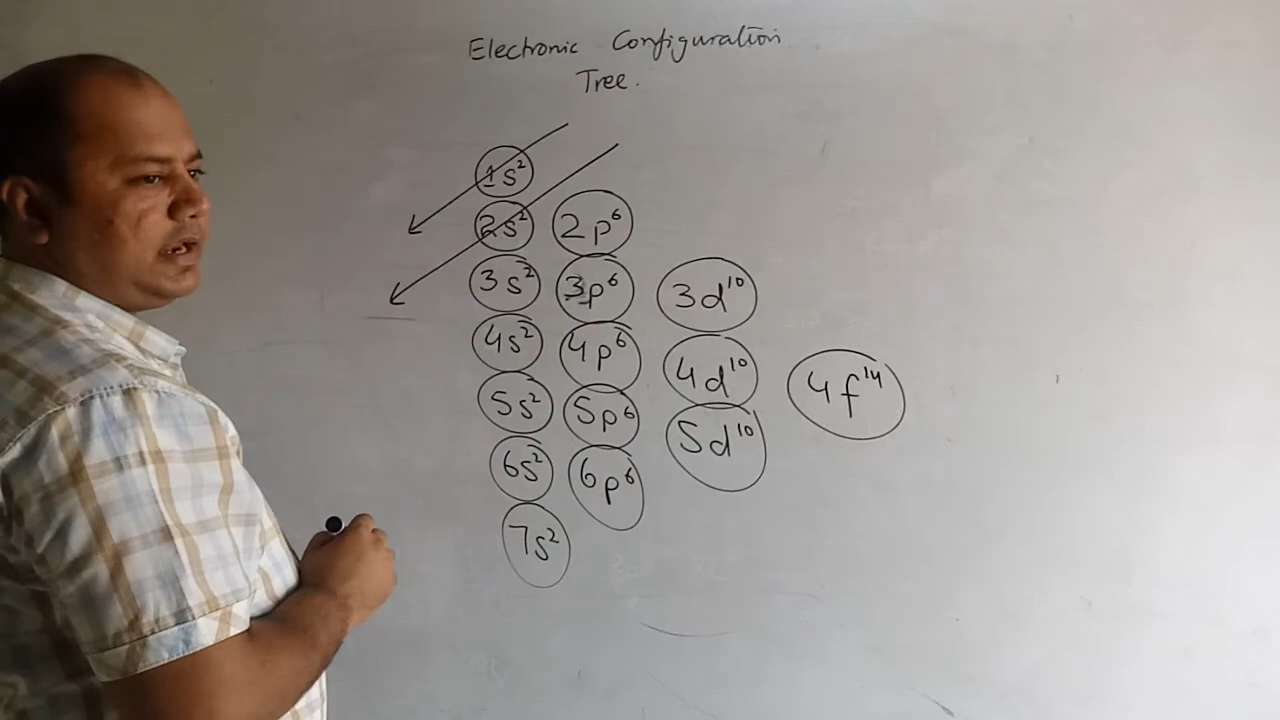 Electronic Configuration
Tree.
1s²
2s² 2p⁶
3s² 3p⁶ 3d¹⁰
4s² 4p⁶ 4d¹⁰ 4f¹⁴
5s² 5p⁶ 5d¹⁰
6s² 6p⁶
7s²